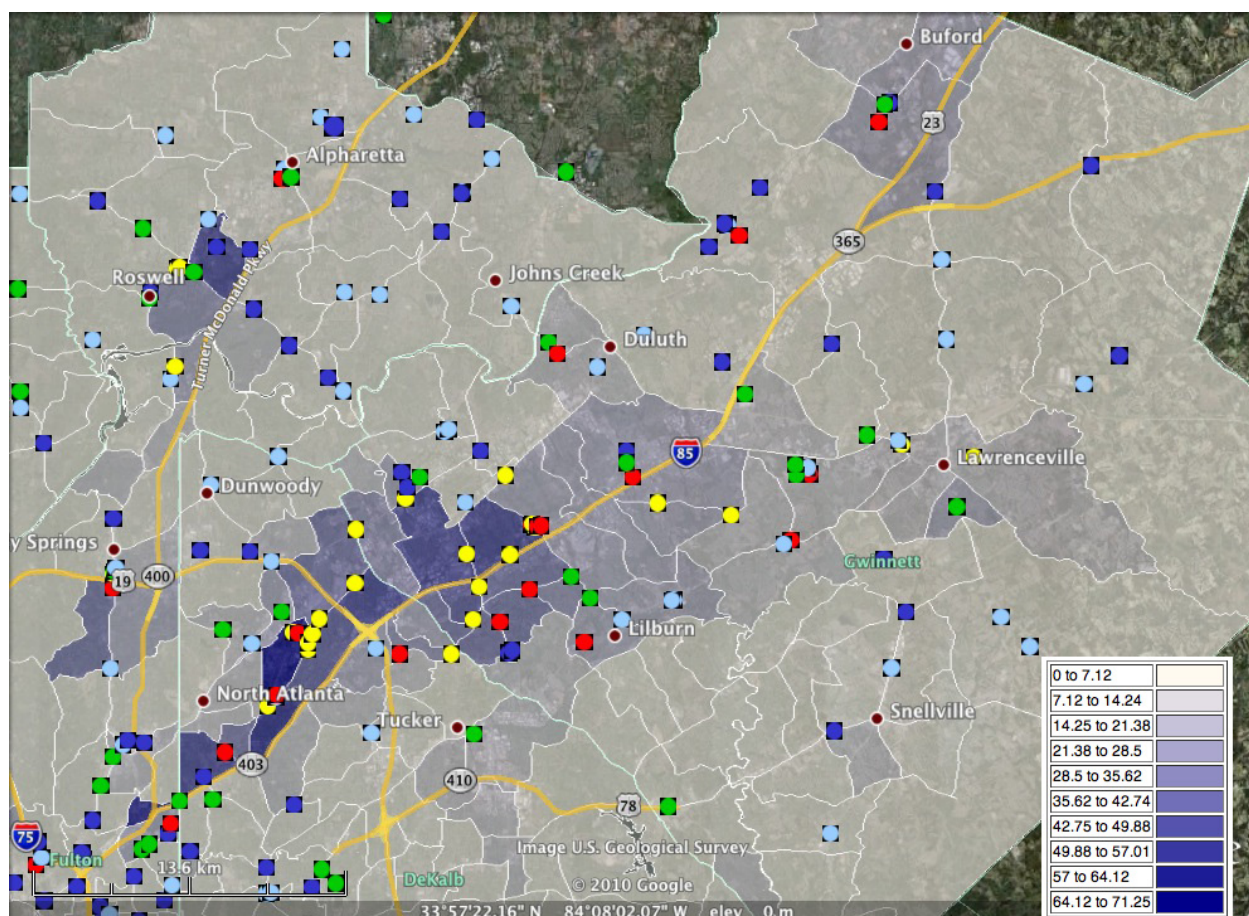 Buford
23
Alpharetta
365
Johns Creek
Roswell
Turner McDonald Pkwy
Duluth
85
Lawrenceville
Dunwoody
y Springs
19
400
Gwinnett
Lilburn
North Atlanta
Tucker
Snellville
403
410
78
75
Image U.S. Geological Survey
Fulton
13.6 km
DeKalb
© 2010 Google
33°57'22.16" N 84°08'02.07" W elev 0 m
0 to 7.12
7.12 to 14.24
14.25 to 21.38
21.38 to 28.5
28.5 to 35.62
35.62 to 42.74
42.75 to 49.88
49.88 to 57.01
57 to 64.12
64.12 to 71.25